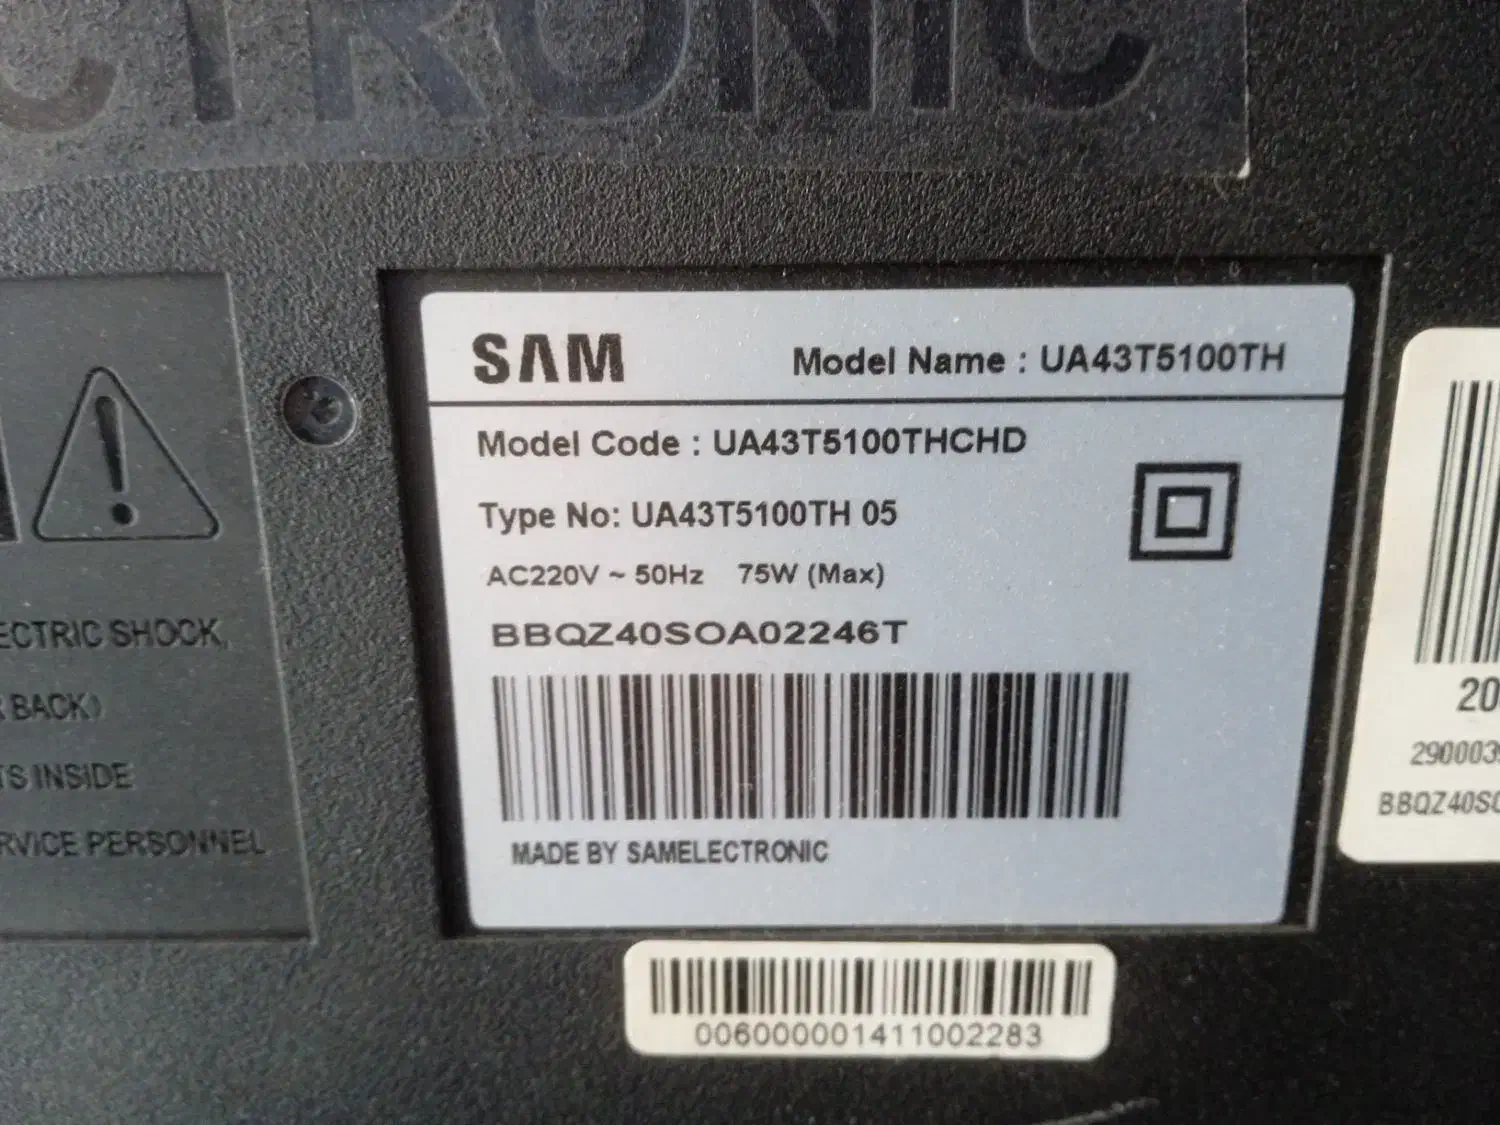 CTRONIC
SAM
Model Name : UA43T5100TH
Model Code : UA43T5100THCHD
Type No: UA43T5100TH 05
AC220V ~ 50Hz 75W (Max)
BBQZ40SOA02246T
MADE BY SAMELECTRONIC
006000001411002283
ECTRIC SHOCK,
R BACK)
TS INSIDE
RVICE PERSONNEL
20
290003
BBQZ40SO